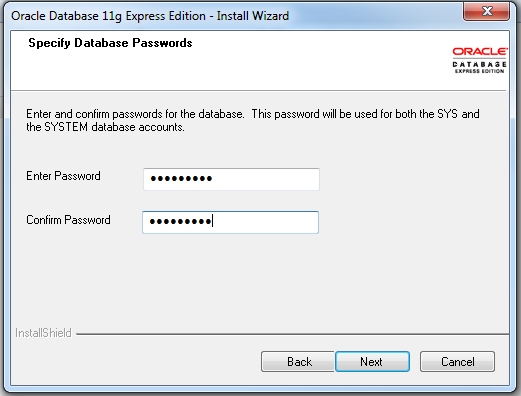 Oracle Database 11g Express Edition - Install Wizard
Specify Database Passwords
ORACLE
DATABASE
EXPRESS EDITION
Enter and confirm passwords for the database. This password will be used for both the SYS and
the SYSTEM database accounts.
Enter Password
•••••••••
Confirm Password
•••••••••
InstallShield
Back Next Cancel